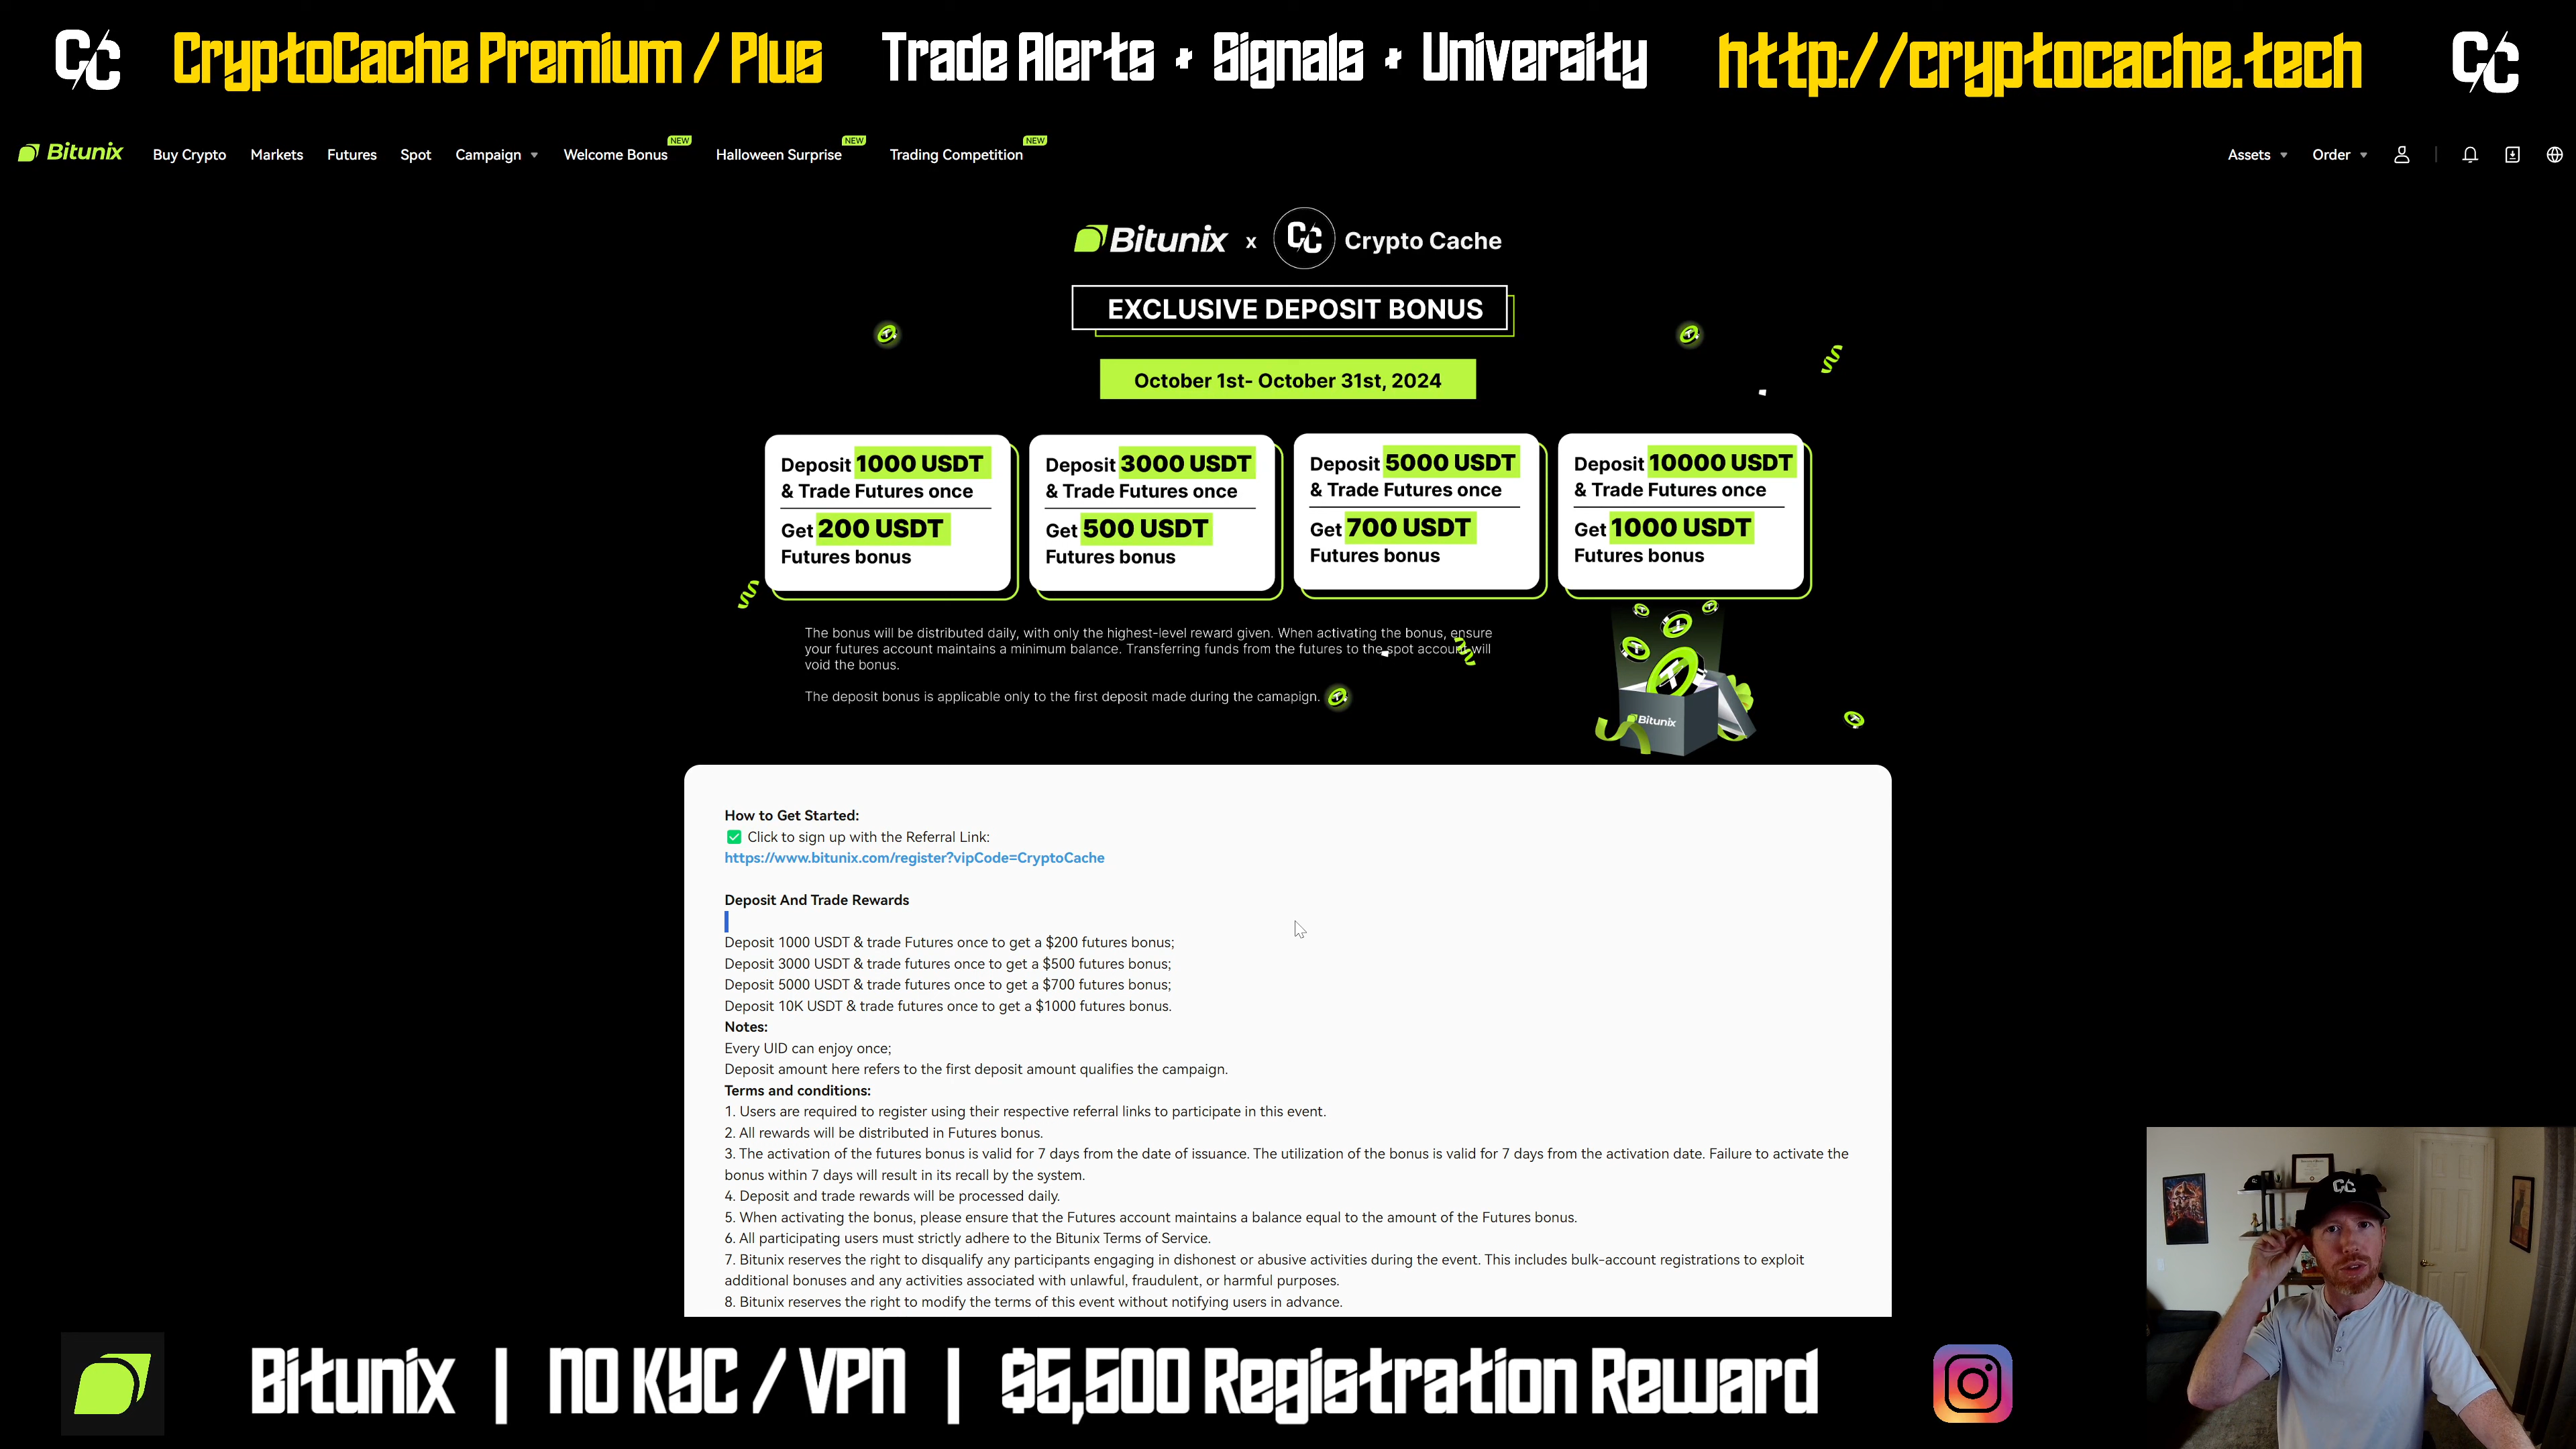 CC CryptoCache Premium / Plus Trade Alerts + Signals + University http://cryptocache.tech CC
Bitunix Buy Crypto Markets Futures Spot Campaign Welcome Bonus NEW Halloween Surprise NEW Trading Competition NEW Assets Order
Bitunix x CC Crypto Cache
EXCLUSIVE DEPOSIT BONUS
October 1st- October 31st, 2024
Deposit 1000 USDT
& Trade Futures once
Get 200 USDT
Futures bonus
Deposit 3000 USDT
& Trade Futures once
Get 500 USDT
Futures bonus
Deposit 5000 USDT
& Trade Futures once
Get 700 USDT
Futures bonus
Deposit 10000 USDT
& Trade Futures once
Get 1000 USDT
Futures bonus
The bonus will be distributed daily, with only the highest-level reward given. When activating the bonus, ensure
your futures account maintains a minimum balance. Transferring funds from the futures to the spot account will
void the bonus.
The deposit bonus is applicable only to the first deposit made during the camapign.
Bitunix
How to Get Started:
Click to sign up with the Referral Link:
https://www.bitunix.com/register?vipCode=CryptoCache
Deposit And Trade Rewards
Deposit 1000 USDT & trade Futures once to get a $200 futures bonus;
Deposit 3000 USDT & trade futures once to get a $500 futures bonus;
Deposit 5000 USDT & trade futures once to get a $700 futures bonus;
Deposit 10K USDT & trade futures once to get a $1000 futures bonus.
Notes:
Every UID can enjoy once;
Deposit amount here refers to the first deposit amount qualifies the campaign.
Terms and conditions:
1. Users are required to register using their respective referral links to participate in this event.
2. All rewards will be distributed in Futures bonus.
3. The activation of the futures bonus is valid for 7 days from the date of issuance. The utilization of the bonus is valid for 7 days from the activation date. Failure to activate the
bonus within 7 days will result in its recall by the system.
4. Deposit and trade rewards will be processed daily.
5. When activating the bonus, please ensure that the Futures account maintains a balance equal to the amount of the Futures bonus.
6. All participating users must strictly adhere to the Bitunix Terms of Service.
7. Bitunix reserves the right to disqualify any participants engaging in dishonest or abusive activities during the event. This includes bulk-account registrations to exploit
additional bonuses and any activities associated with unlawful, fraudulent, or harmful purposes.
8. Bitunix reserves the right to modify the terms of this event without notifying users in advance.
CC
Bitunix | NO KYC / VPN | $5,500 Registration Reward